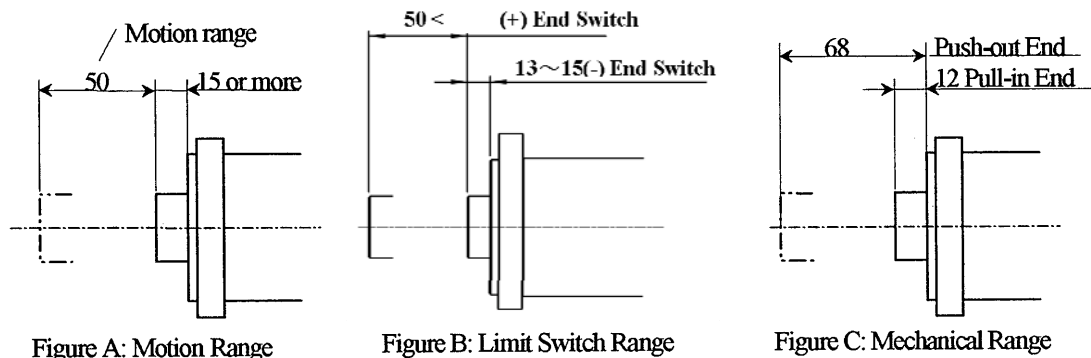 Motion range
50
15 or more
Figure A: Motion Range
50 < (+) End Switch
13～15(-) End Switch
Figure B: Limit Switch Range
68 Push-out End
12 Pull-in End
Figure C: Mechanical Range